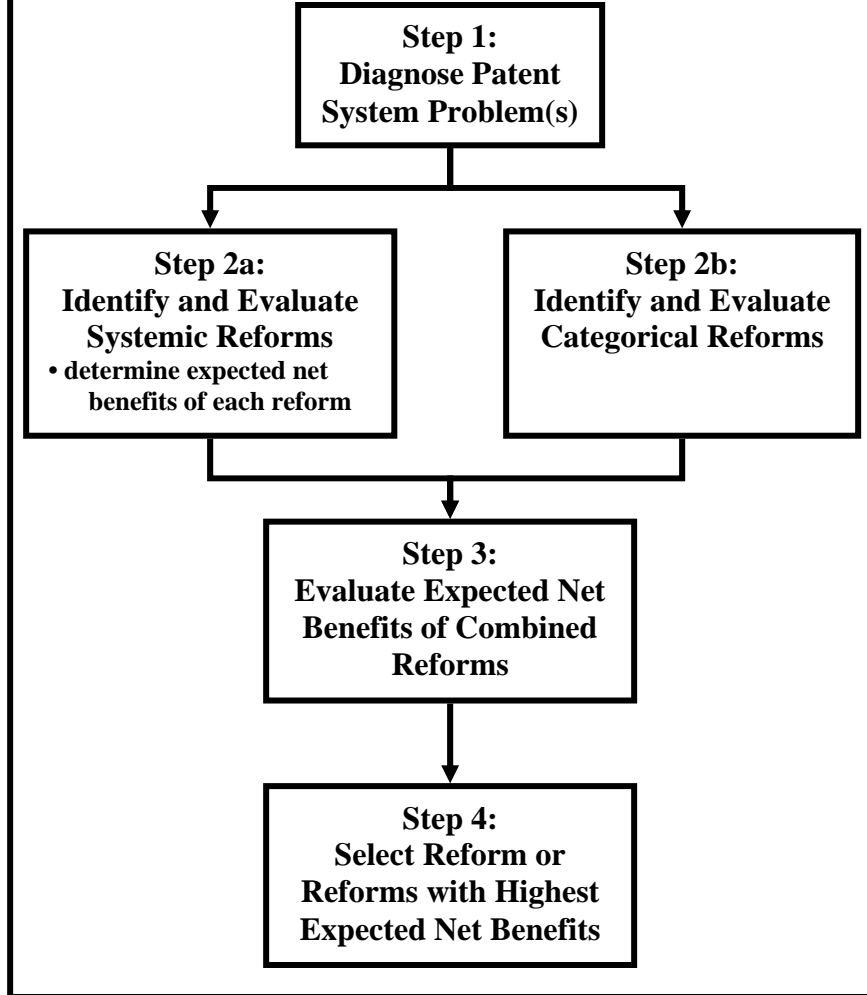 Step 1:
Diagnose Patent
System Problem(s)
Step 2a:
Identify and Evaluate
Systemic Reforms
• determine expected net
benefits of each reform
Step 2b:
Identify and Evaluate
Categorical Reforms
Step 3:
Evaluate Expected Net
Benefits of Combined
Reforms
Step 4:
Select Reform or
Reforms with Highest
Expected Net Benefits